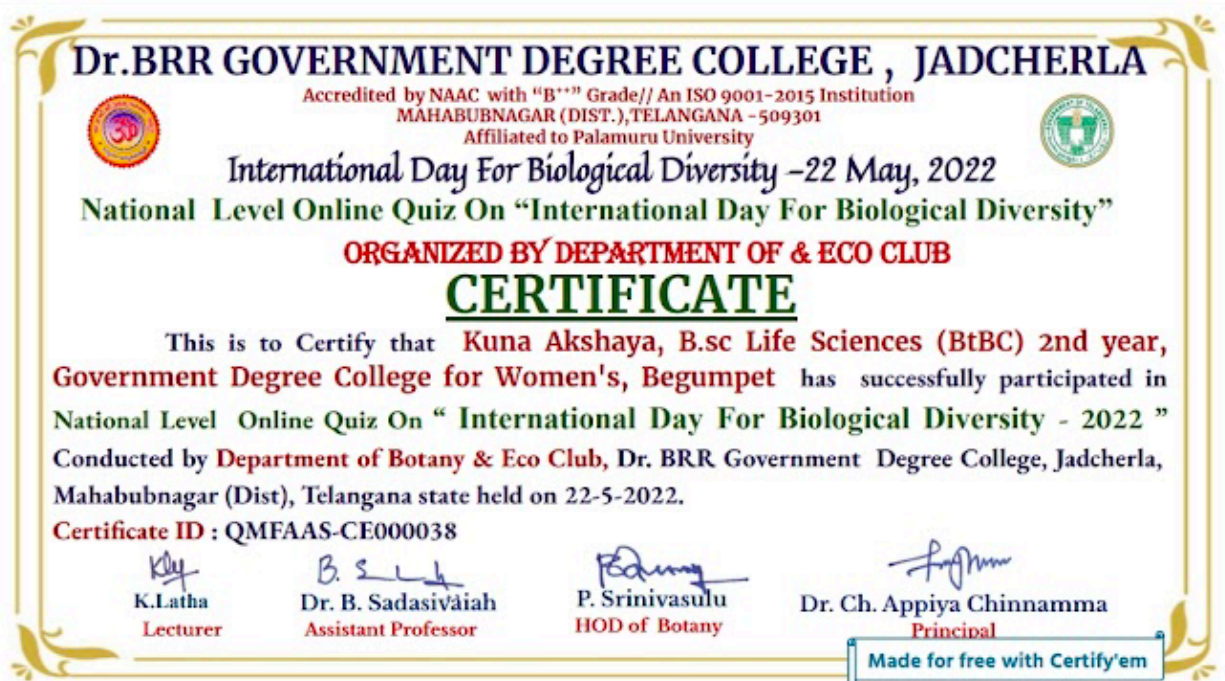 Dr.BRR GOVERNMENT DEGREE COLLEGE , JADCHERLA
Accredited by NAAC with “B⁺⁺” Grade// An ISO 9001-2015 Institution
MAHABUBNAGAR (DIST.),TELANGANA -509301
Affiliated to Palamuru University
International Day For Biological Diversity -22 May, 2022
National Level Online Quiz On “International Day For Biological Diversity”
ORGANIZED BY DEPARTMENT OF & ECO CLUB
CERTIFICATE
This is to Certify that Kuna Akshaya, B.sc Life Sciences (BtBC) 2nd year,
Government Degree College for Women's, Begumpet has successfully participated in
National Level Online Quiz On “ International Day For Biological Diversity - 2022 ”
Conducted by Department of Botany & Eco Club, Dr. BRR Government Degree College, Jadcherla,
Mahabubnagar (Dist), Telangana state held on 22-5-2022.
Certificate ID : QMFAAS-CE000038
K.Latha Dr. B. Sadasivaiah P. Srinivasulu Dr. Ch. Appiya Chinnamma
Lecturer Assistant Professor HOD of Botany Principal
Made for free with Certify'em